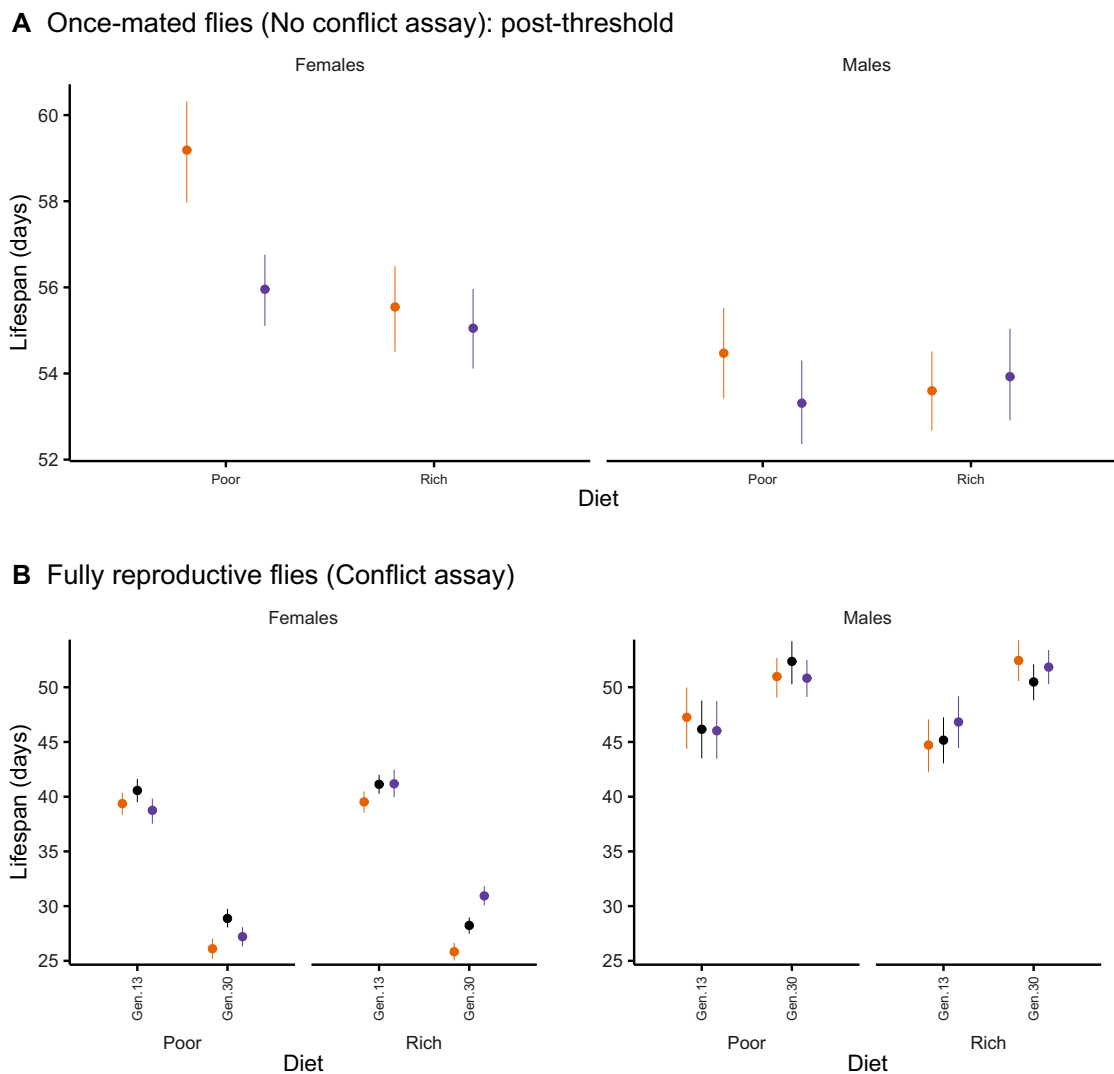 A Once-mated flies (No conflict assay): post-threshold
Females
Males
Lifespan (days)
60
58
56
54
52
Poor
Rich
Poor
Rich
Diet
B Fully reproductive flies (Conflict assay)
Females
Males
Lifespan (days)
50
45
40
35
30
25
50
45
40
35
30
25
Gen.13
Gen.30
Gen.13
Gen.30
Gen.13
Gen.30
Gen.13
Gen.30
Poor
Rich
Poor
Rich
Diet
Diet